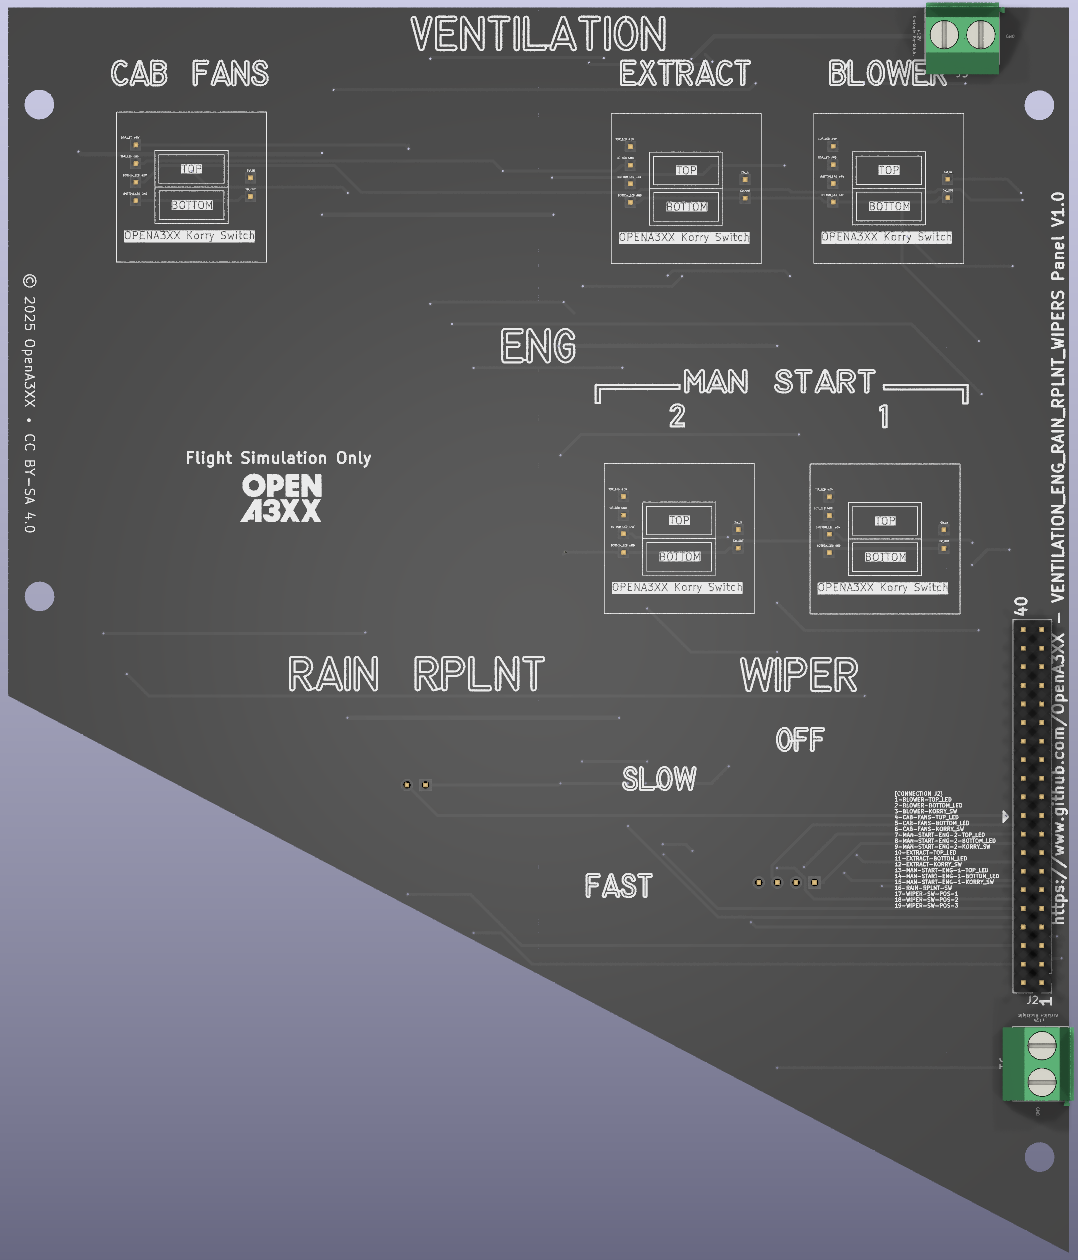 VENTILATION
CAB FANS
EXTRACT
BLOWER
TOP
BOTTOM
OPENA3XX Korry Switch
TOP
BOTTOM
OPENA3XX Korry Switch
TOP
BOTTOM
OPENA3XX Korry Switch
© 2025 OpenA3XX • CC BY-SA 4.0
ENG
MAN START
2
1
Flight Simulation Only
OPEN
A3XX
TOP
BOTTOM
OPENA3XX Korry Switch
TOP
BOTTOM
OPENA3XX Korry Switch
40
https://www.github.com/OpenA3XX - VENTILATION_ENG_RAIN_RPLNT_WIPERS Panel V1.0
RAIN RPLNT
WIPER
OFF
SLOW
FAST
[CONNECTION J2]
1-BLOWER-TOP_LED
2-BLOWER-BOTTOM_LED
3-BLOWER-KORRY_SW
4-CAB-FANS-TOP_LED
5-CAB-FANS-BOTTOM_LED
6-CAB-FANS-KORRY_SW
7-MAN-START-ENG-2-TOP_LED
8-MAN-START-ENG-2-BOTTOM_LED
9-MAN-START-ENG-2-KORRY_SW
10-EXTRACT-TOP_LED
11-EXTRACT-BOTTOM_LED
12-EXTRACT-KORRY_SW
13-MAN-START-ENG-1-TOP_LED
14-MAN-START-ENG-1-BOTTOM_LED
15-MAN-START-ENG-1-KORRY_SW
16-RAIN-RPLNT-SW
17-WIPER-SW-POS-1
18-WIPER-SW-POS-2
19-WIPER-SW-POS-3
J2
1